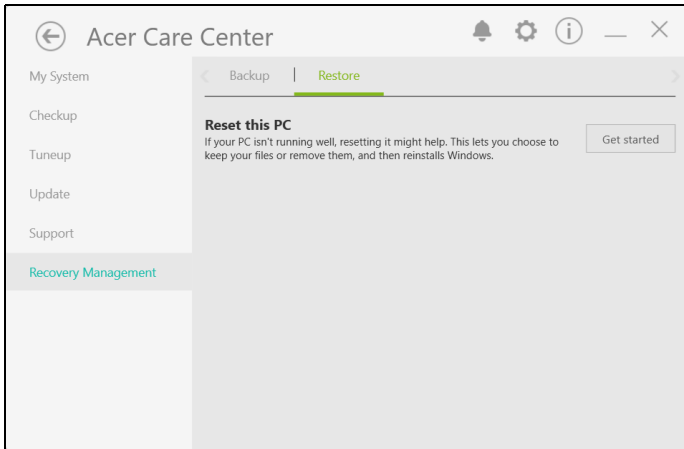 Acer Care Center
My System
Backup | Restore
Checkup
Reset this PC
If your PC isn't running well, resetting it might help. This lets you choose to
keep your files or remove them, and then reinstalls Windows.
Get started
Tuneup
Update
Support
Recovery Management